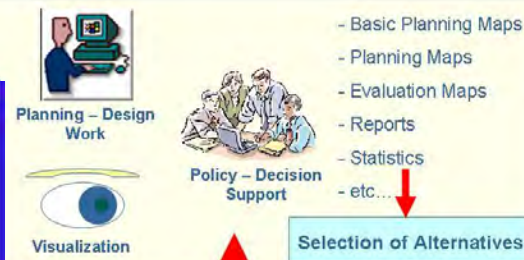 Planning – Design
Work
Visualization
Policy – Decision
Support
- Basic Planning Maps
- Planning Maps
- Evaluation Maps
- Reports
- Statistics
- etc...
Selection of Alternatives